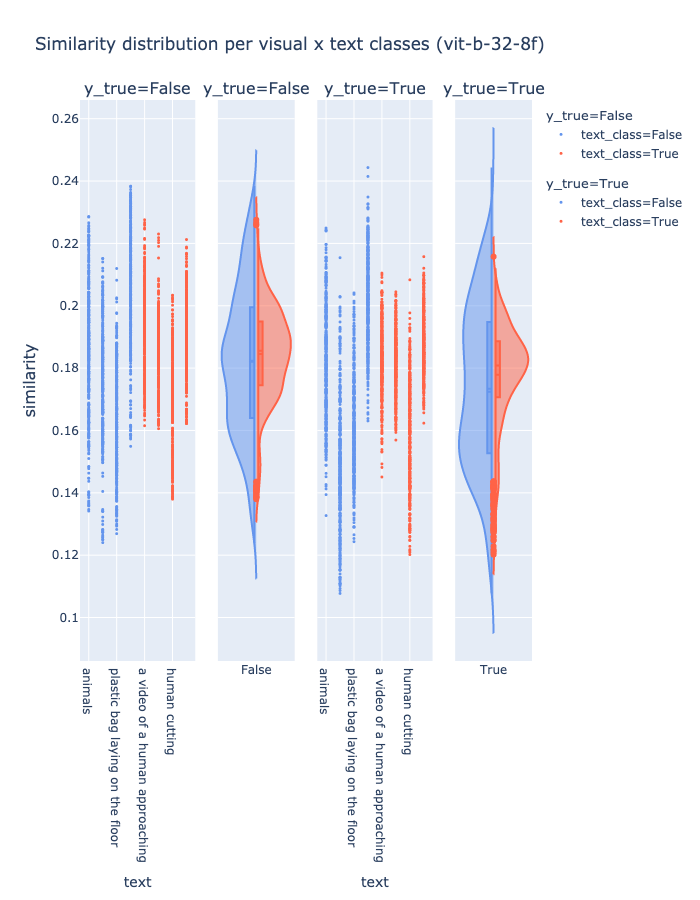 Similarity distribution per visual x text classes (vit-b-32-8f)
y_true=False
y_true=False
y_true=True
y_true=True
y_true=False
text_class=False
text_class=True
y_true=True
text_class=False
text_class=True
similarity
0.26
0.24
0.22
0.2
0.18
0.16
0.14
0.12
0.1
animals
plastic bag laying on the floor
a video of a human approaching
human cutting
False
animals
plastic bag laying on the floor
a video of a human approaching
human cutting
True
text
text